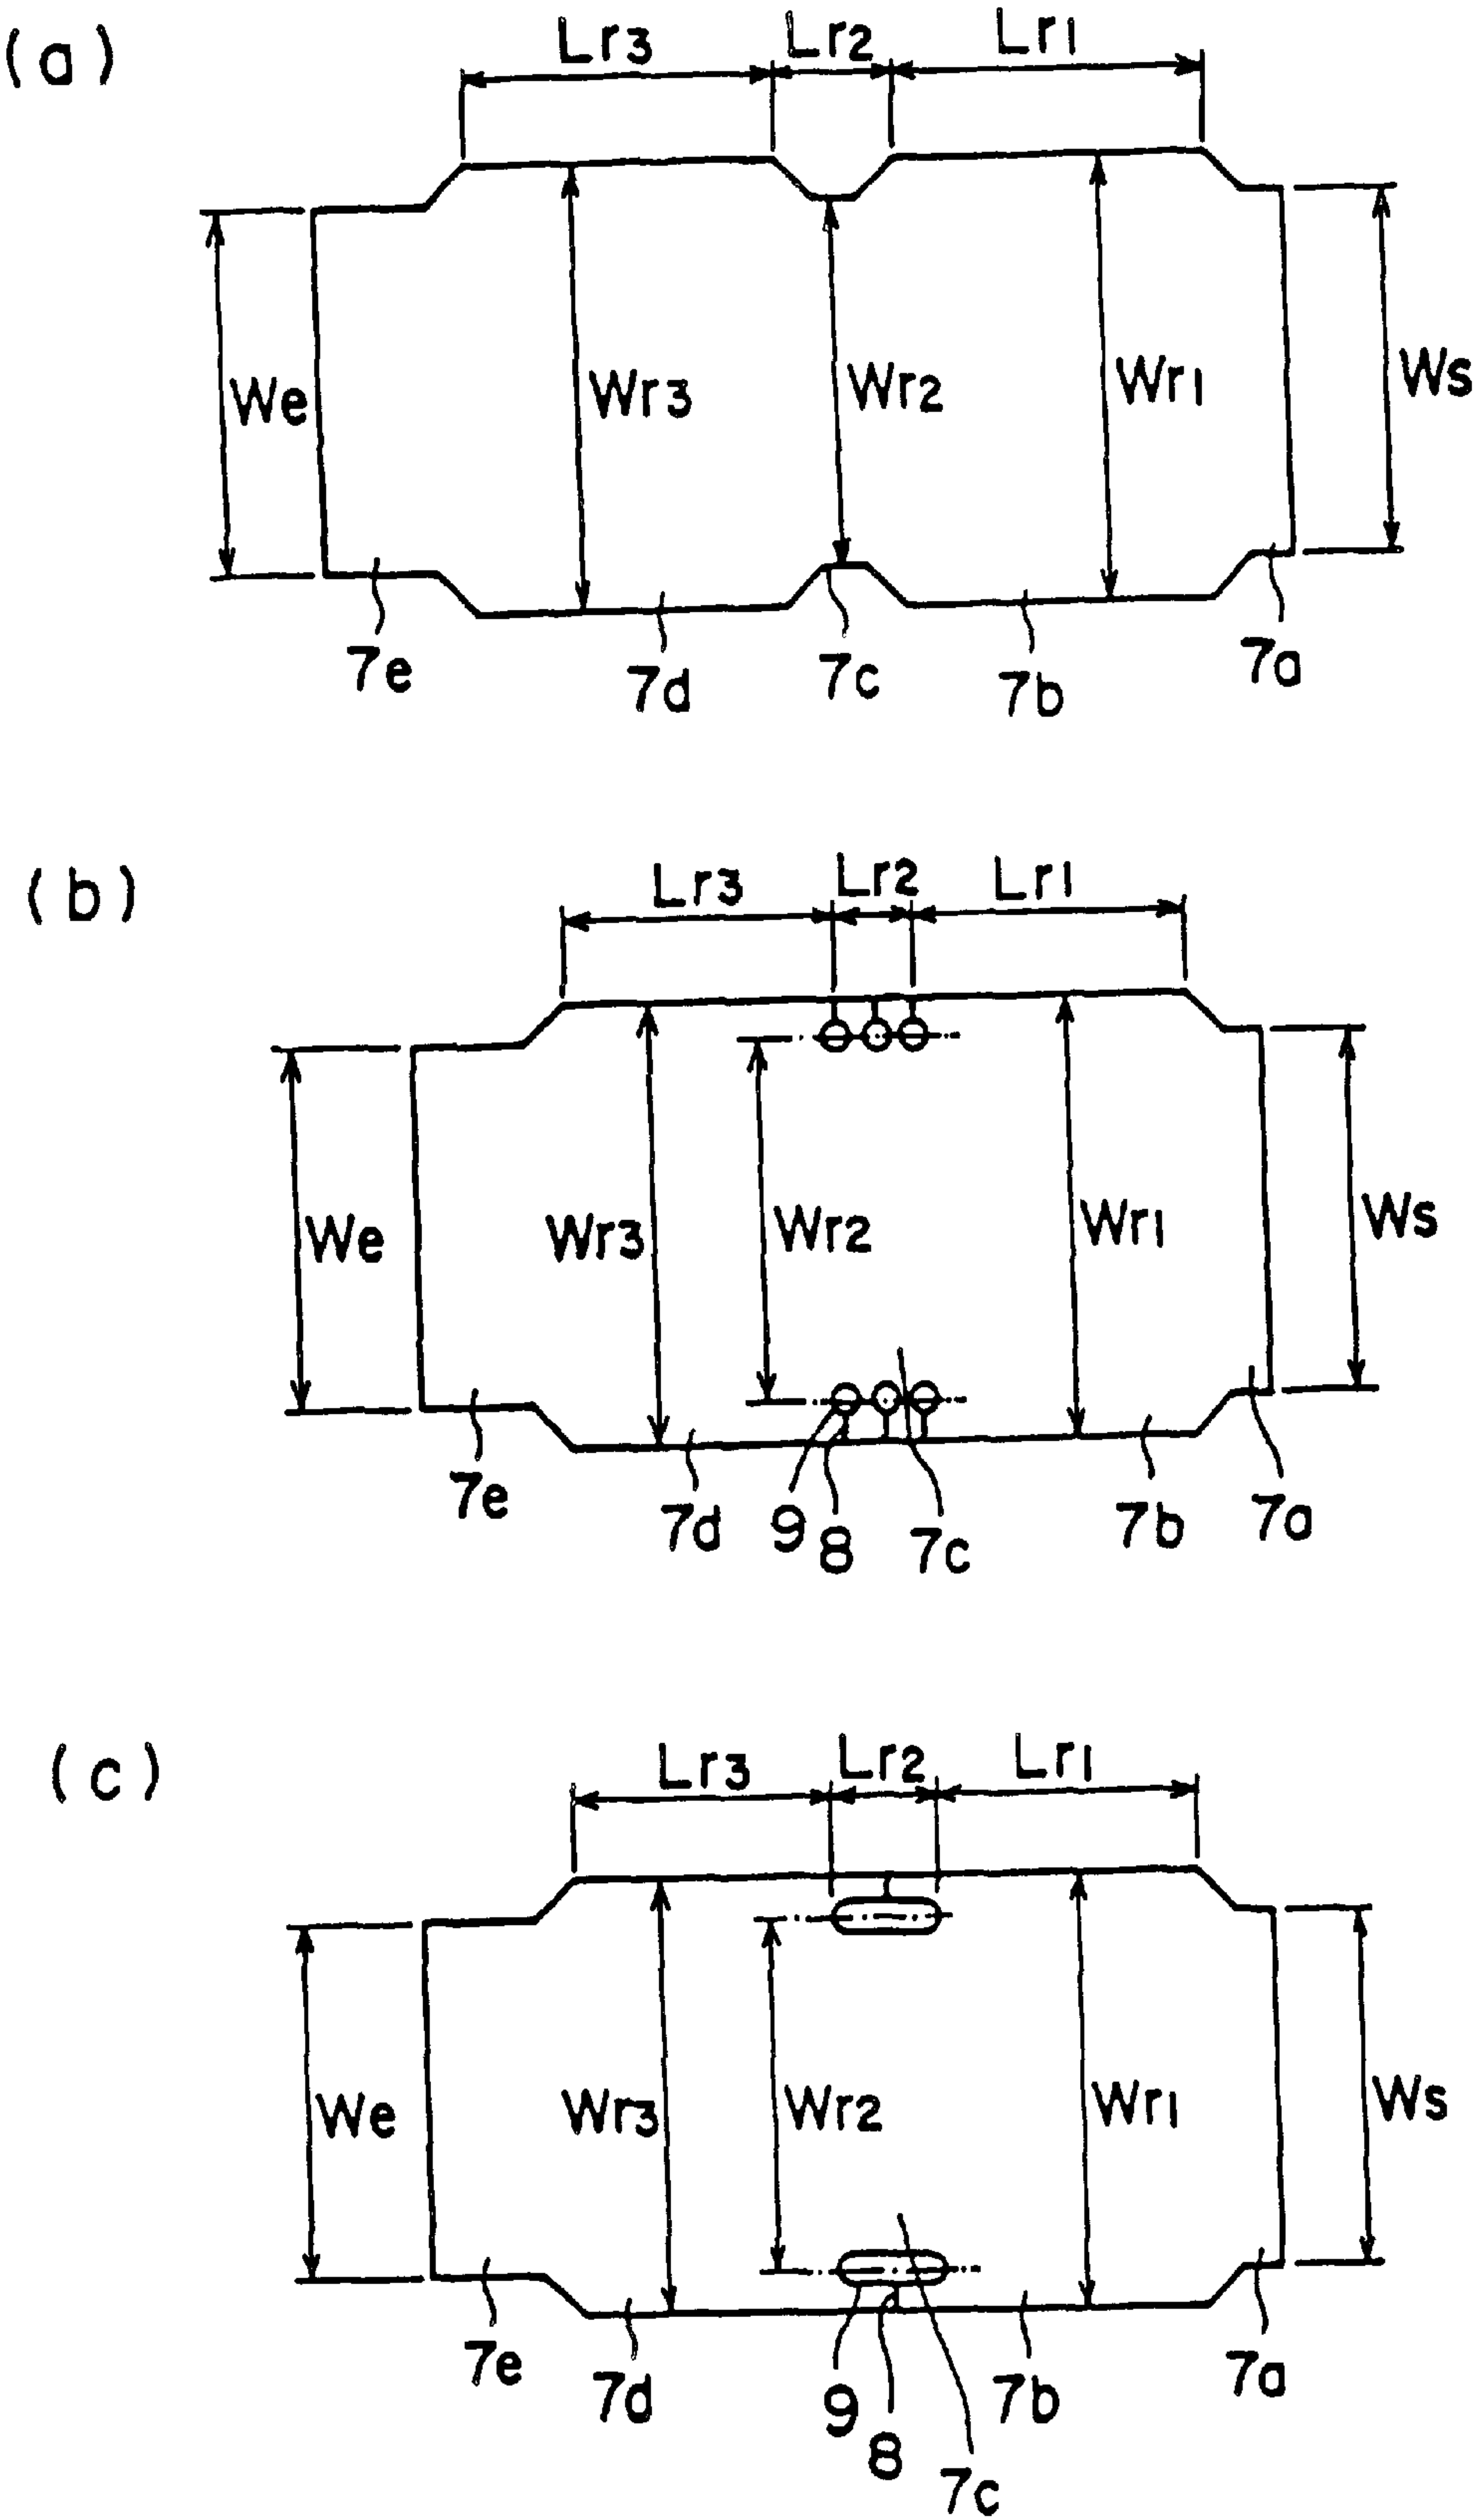 (a)
Lr3 Lr2 Lr1
We Wr3 Wr2 Wr1 Ws
7e 7d 7c 7b 7a
(b)
Lr3 Lr2 Lr1
We Wr3 Wr2 Wr1 Ws
7e 7d 9 8 7c 7b 7a
(c)
Lr3 Lr2 Lr1
We Wr3 Wr2 Wr1 Ws
7e 7d 9 8 7c 7b 7a